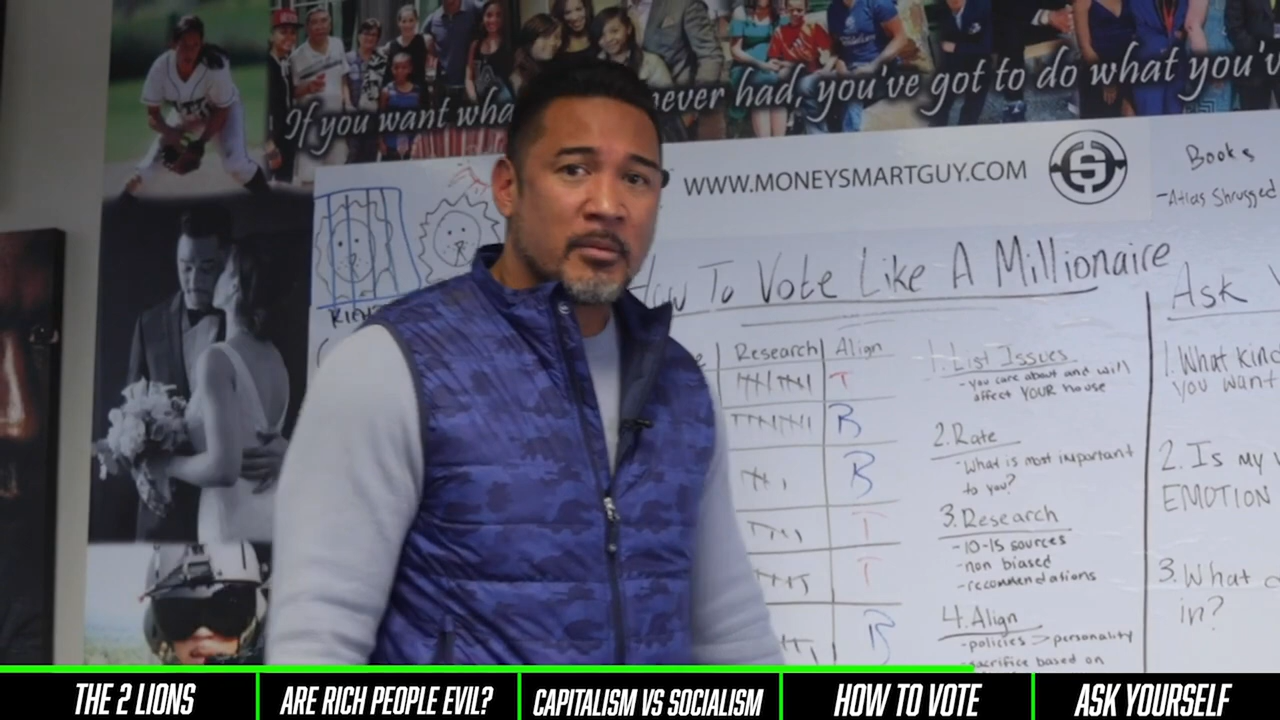 If you want wha never had, you've got to do what you'v
WWW.MONEYSMARTGUY.COM
Books
-Atlas Shrugged
How To Vote Like A Millionaire
Ask
Research
Align
T
B
B
T
T
B
1. List Issues
-you care about and will
affect YOUR house
2. Rate
-What is most important
to you?
3. Research
-10-15 sources
-non biased
-recommendations
4. Align
-policies > personality
-sacrifice based on
1. What kind
you want
2. Is my
EMOTION
3. What
in?
THE 2 LIONS
ARE RICH PEOPLE EVIL?
CAPITALISM VS SOCIALISM
HOW TO VOTE
ASK YOURSELF